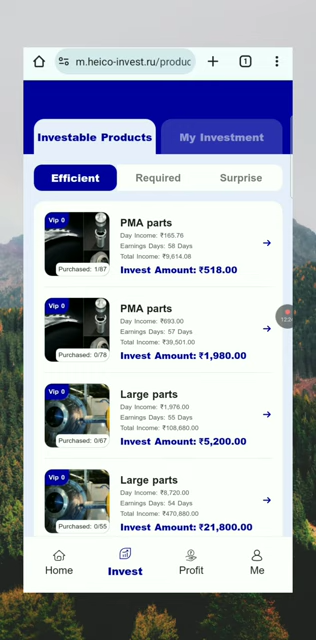 m.heico-invest.ru/produc
1
Investable Products
My Investment
Efficient
Required
Surprise
Vip 0
PMA parts
Day Income: ₹165.76
Earnings Days: 58 Days
Total Income: ₹9,614.08
Purchased: 1/87
Invest Amount: ₹518.00
Vip 0
PMA parts
Day Income: ₹693.00
Earnings Days: 57 Days
Total Income: ₹39,501.00
Purchased: 0/78
Invest Amount: ₹1,980.00
Vip 0
Large parts
Day Income: ₹1,976.00
Earnings Days: 55 Days
Total Income: ₹108,680.00
Purchased: 0/67
Invest Amount: ₹5,200.00
Vip 0
Large parts
Day Income: ₹8,720.00
Earnings Days: 54 Days
Total Income: ₹470,880.00
Purchased: 0/55
Invest Amount: ₹21,800.00
Home
Invest
Profit
Me